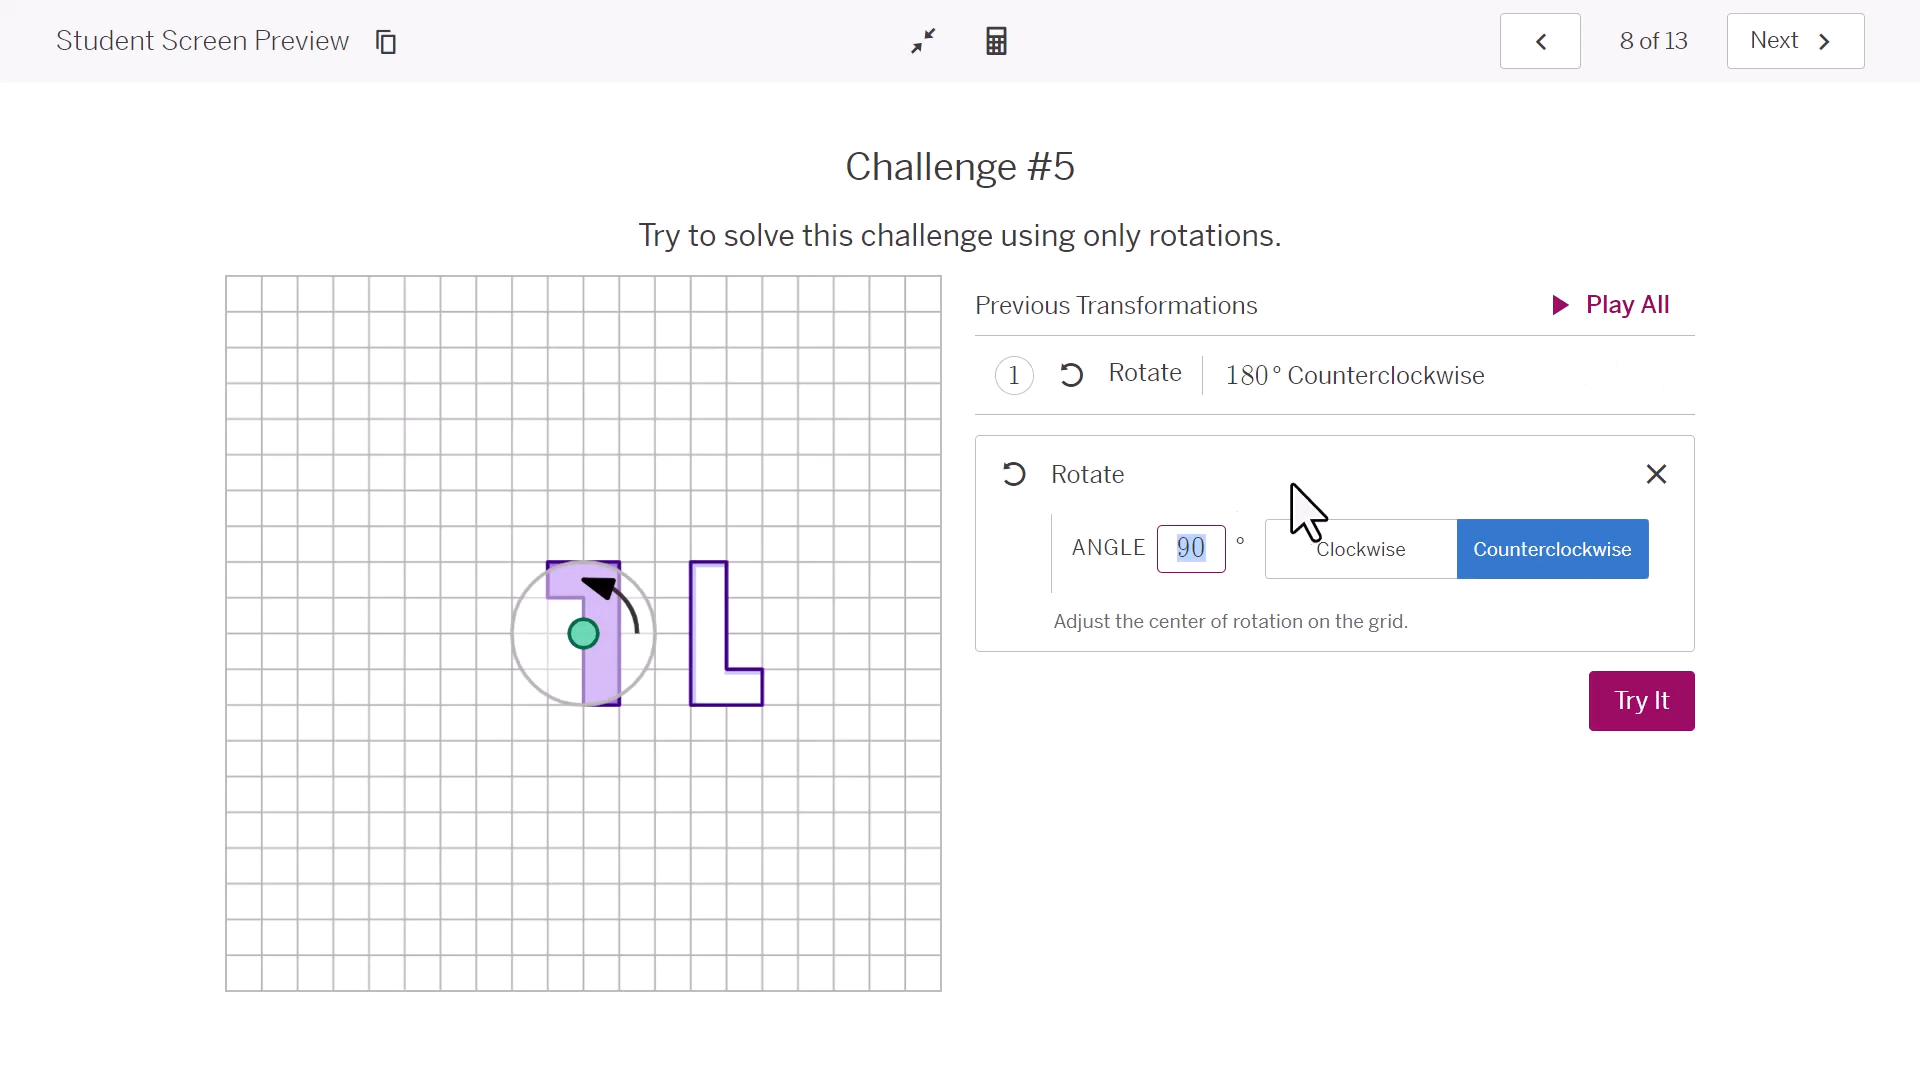 Student Screen Preview
8 of 13
Next
Challenge #5
Try to solve this challenge using only rotations.
Previous Transformations
Play All
1 Rotate 180° Counterclockwise
Rotate
ANGLE 90 ° Clockwise Counterclockwise
Adjust the center of rotation on the grid.
Try It